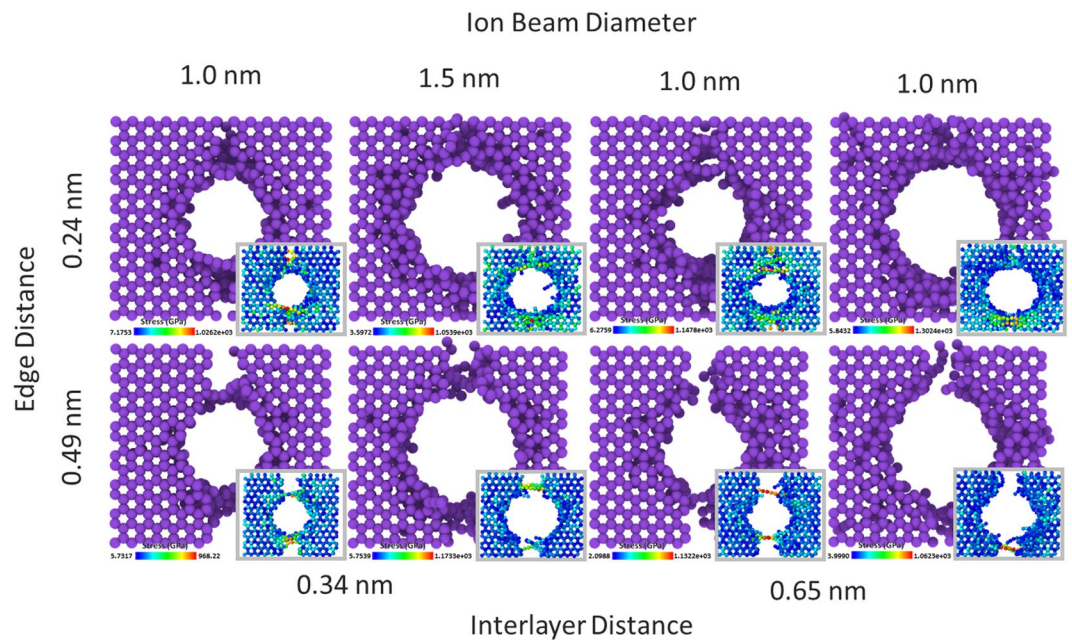 Ion Beam Diameter
1.0 nm 1.5 nm 1.0 nm 1.0 nm
Edge Distance
0.24 nm
Stress (GPa)
7.1753 1.0262e+03
Stress (GPa)
3.5972 1.0539e+03
Stress (GPa)
6.2759 1.1478e+03
Stress (GPa)
5.8432 1.3024e+03
0.49 nm
Stress (GPa)
5.7317 968.22
Stress (GPa)
5.7539 1.1733e+03
Stress (GPa)
2.0988 1.1322e+03
Stress (GPa)
3.9990 1.0623e+03
0.34 nm 0.65 nm
Interlayer Distance